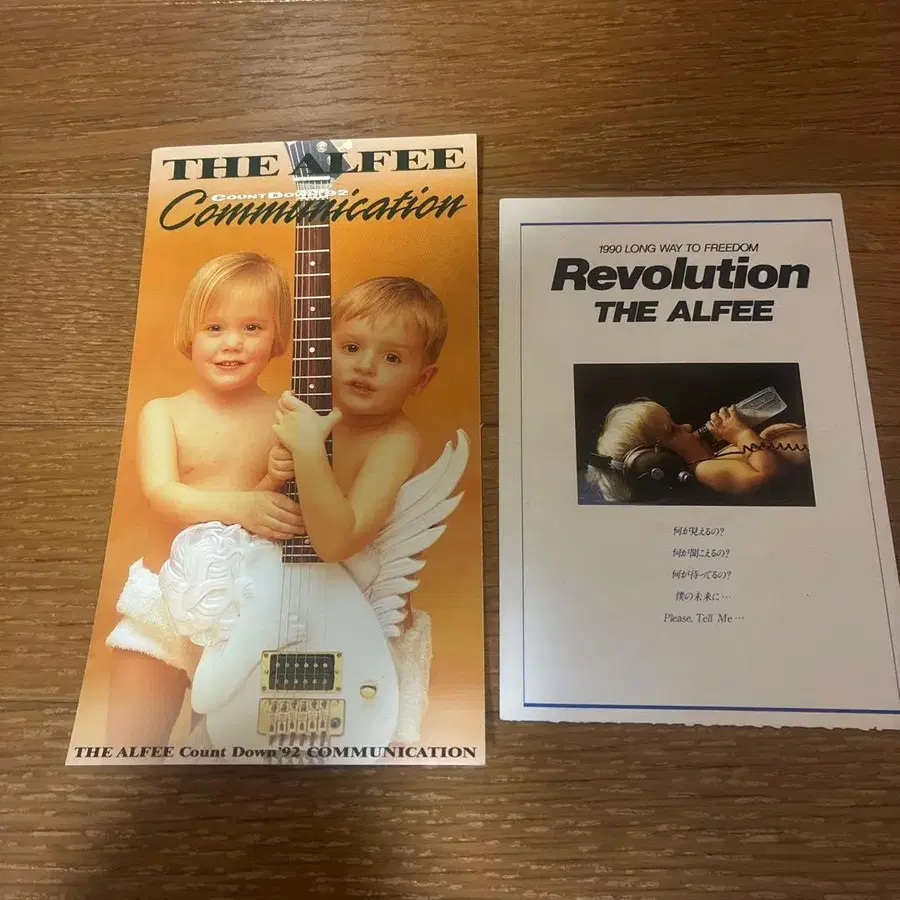 THE ALFEE
COUNT DOWN'92
Communication
THE ALFEE Count Down'92 COMMUNICATION
1990 LONG WAY TO FREEDOM
Revolution
THE ALFEE
何が見えるの?
何が聞こえるの?
何が待ってるの?
僕の未来に…
Please, Tell Me…